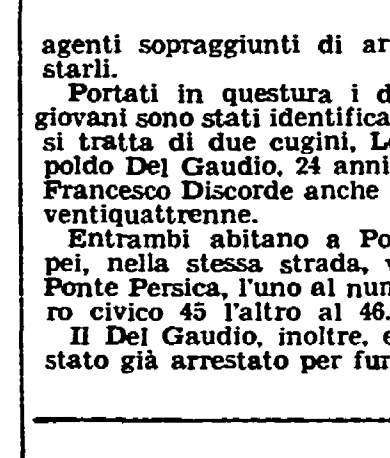 agenti sopraggiunti di ar
starli.
Portati in questura i d
giovani sono stati identifica
si tratta di due cugini, Le
poldo Del Gaudio, 24 anni
Francesco Discorde anche
ventiquattrenne.
Entrambi abitano a Po
pei, nella stessa strada, v
Ponte Persica, l'uno al num
ro civico 45 l'altro al 46.
Il Del Gaudio, inoltre, e
stato già arrestato per fur